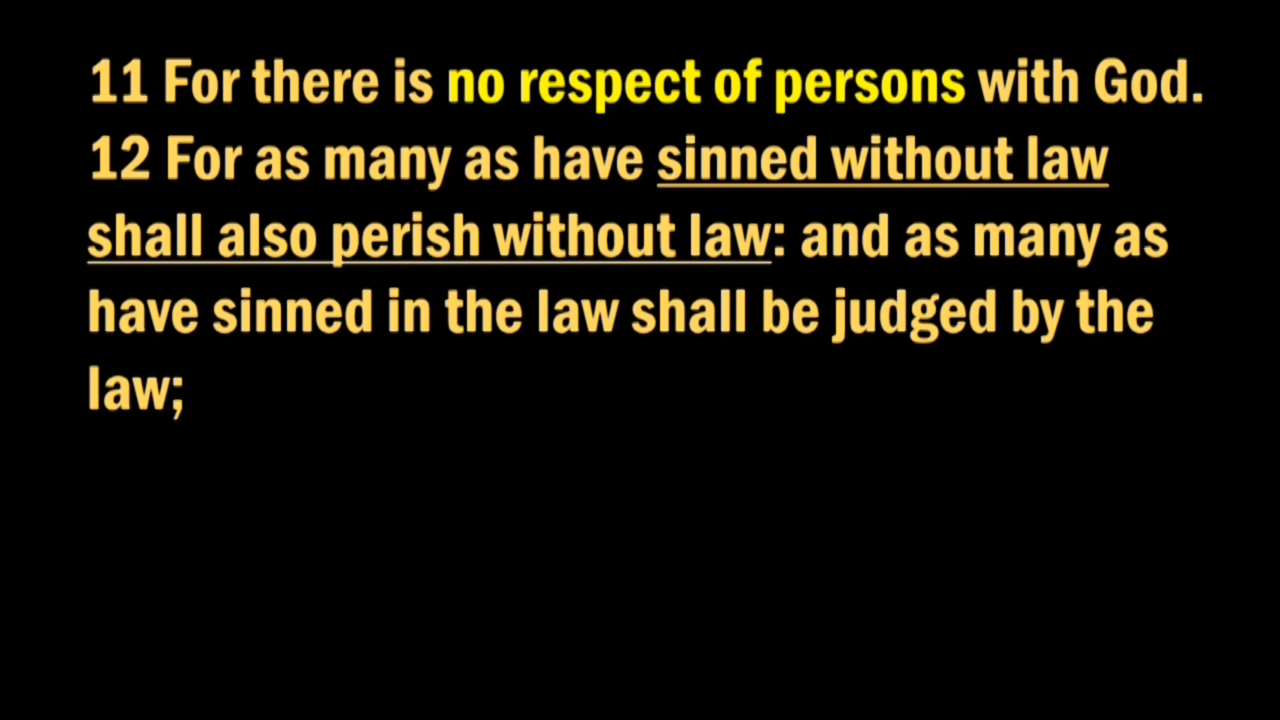 11 For there is no respect of persons with God.
12 For as many as have sinned without law
shall also perish without law: and as many as
have sinned in the law shall be judged by the
law;